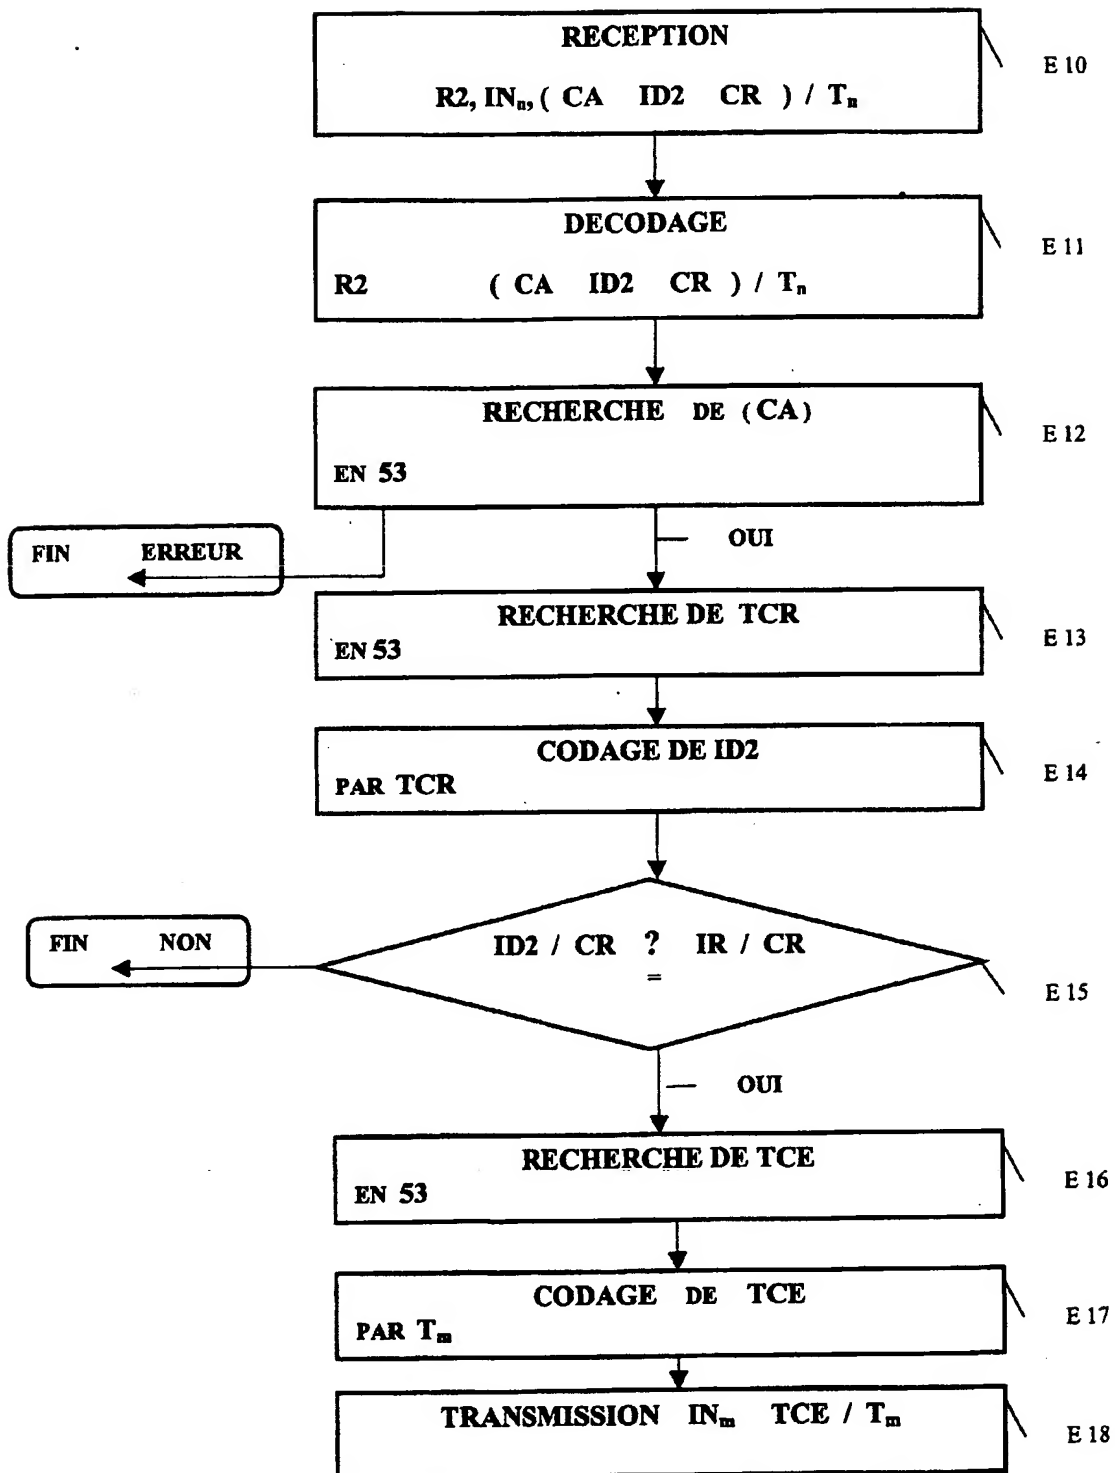 RECEPTION
E 10
R2, INₙ, ( CA ID2 CR ) / Tₙ
DECODAGE
E 11
R2 ( CA ID2 CR ) / Tₙ
RECHERCHE DE (CA)
E 12
EN 53
OUI
FIN ERREUR
RECHERCHE DE TCR
E 13
EN 53
CODAGE DE ID2
E 14
PAR TCR
FIN NON
ID2 / CR ? IR / CR
=
E 15
OUI
RECHERCHE DE TCE
E 16
EN 53
CODAGE DE TCE
E 17
PAR Tₘ
TRANSMISSION INₘ TCE / Tₘ
E 18